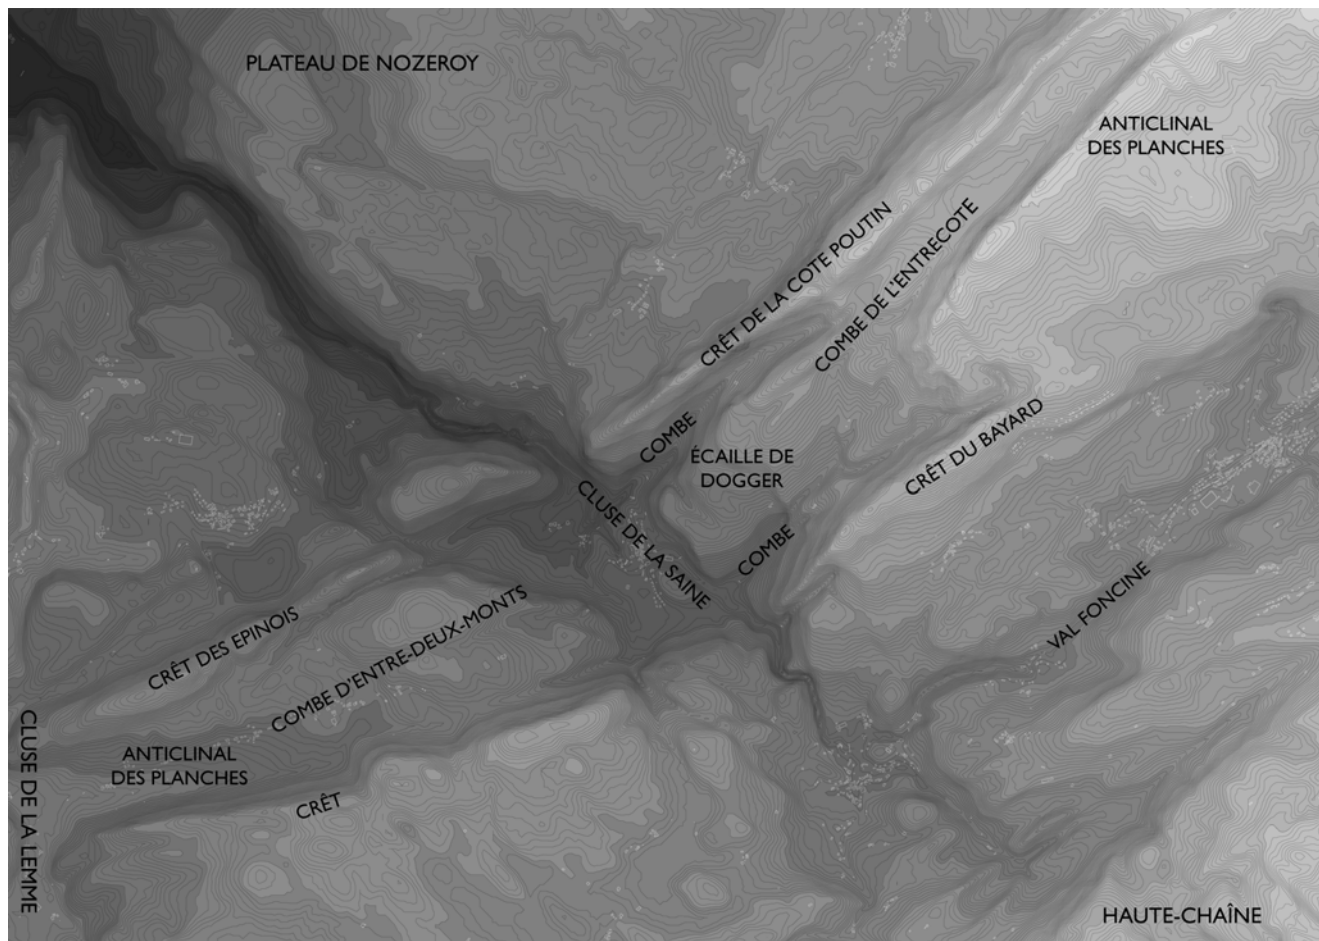 PLATEAU DE NOZEROY
ANTICLINAL
DES PLANCHES
CRÊT DE LA COTE POUTIN
COMBE DE L'ENTRECOTE
COMBE
ÉCAILLE DE
DOGGER
CRÊT DU BAYARD
CLUSE DE LA SAINE
COMBE
VAL FONCINE
CRÊT DES EPINOIS
COMBE D'ENTRE-DEUX-MONTS
CLUSE DE LA LEMME
ANTICLINAL
DES PLANCHES
CRÊT
HAUTE-CHAÎNE